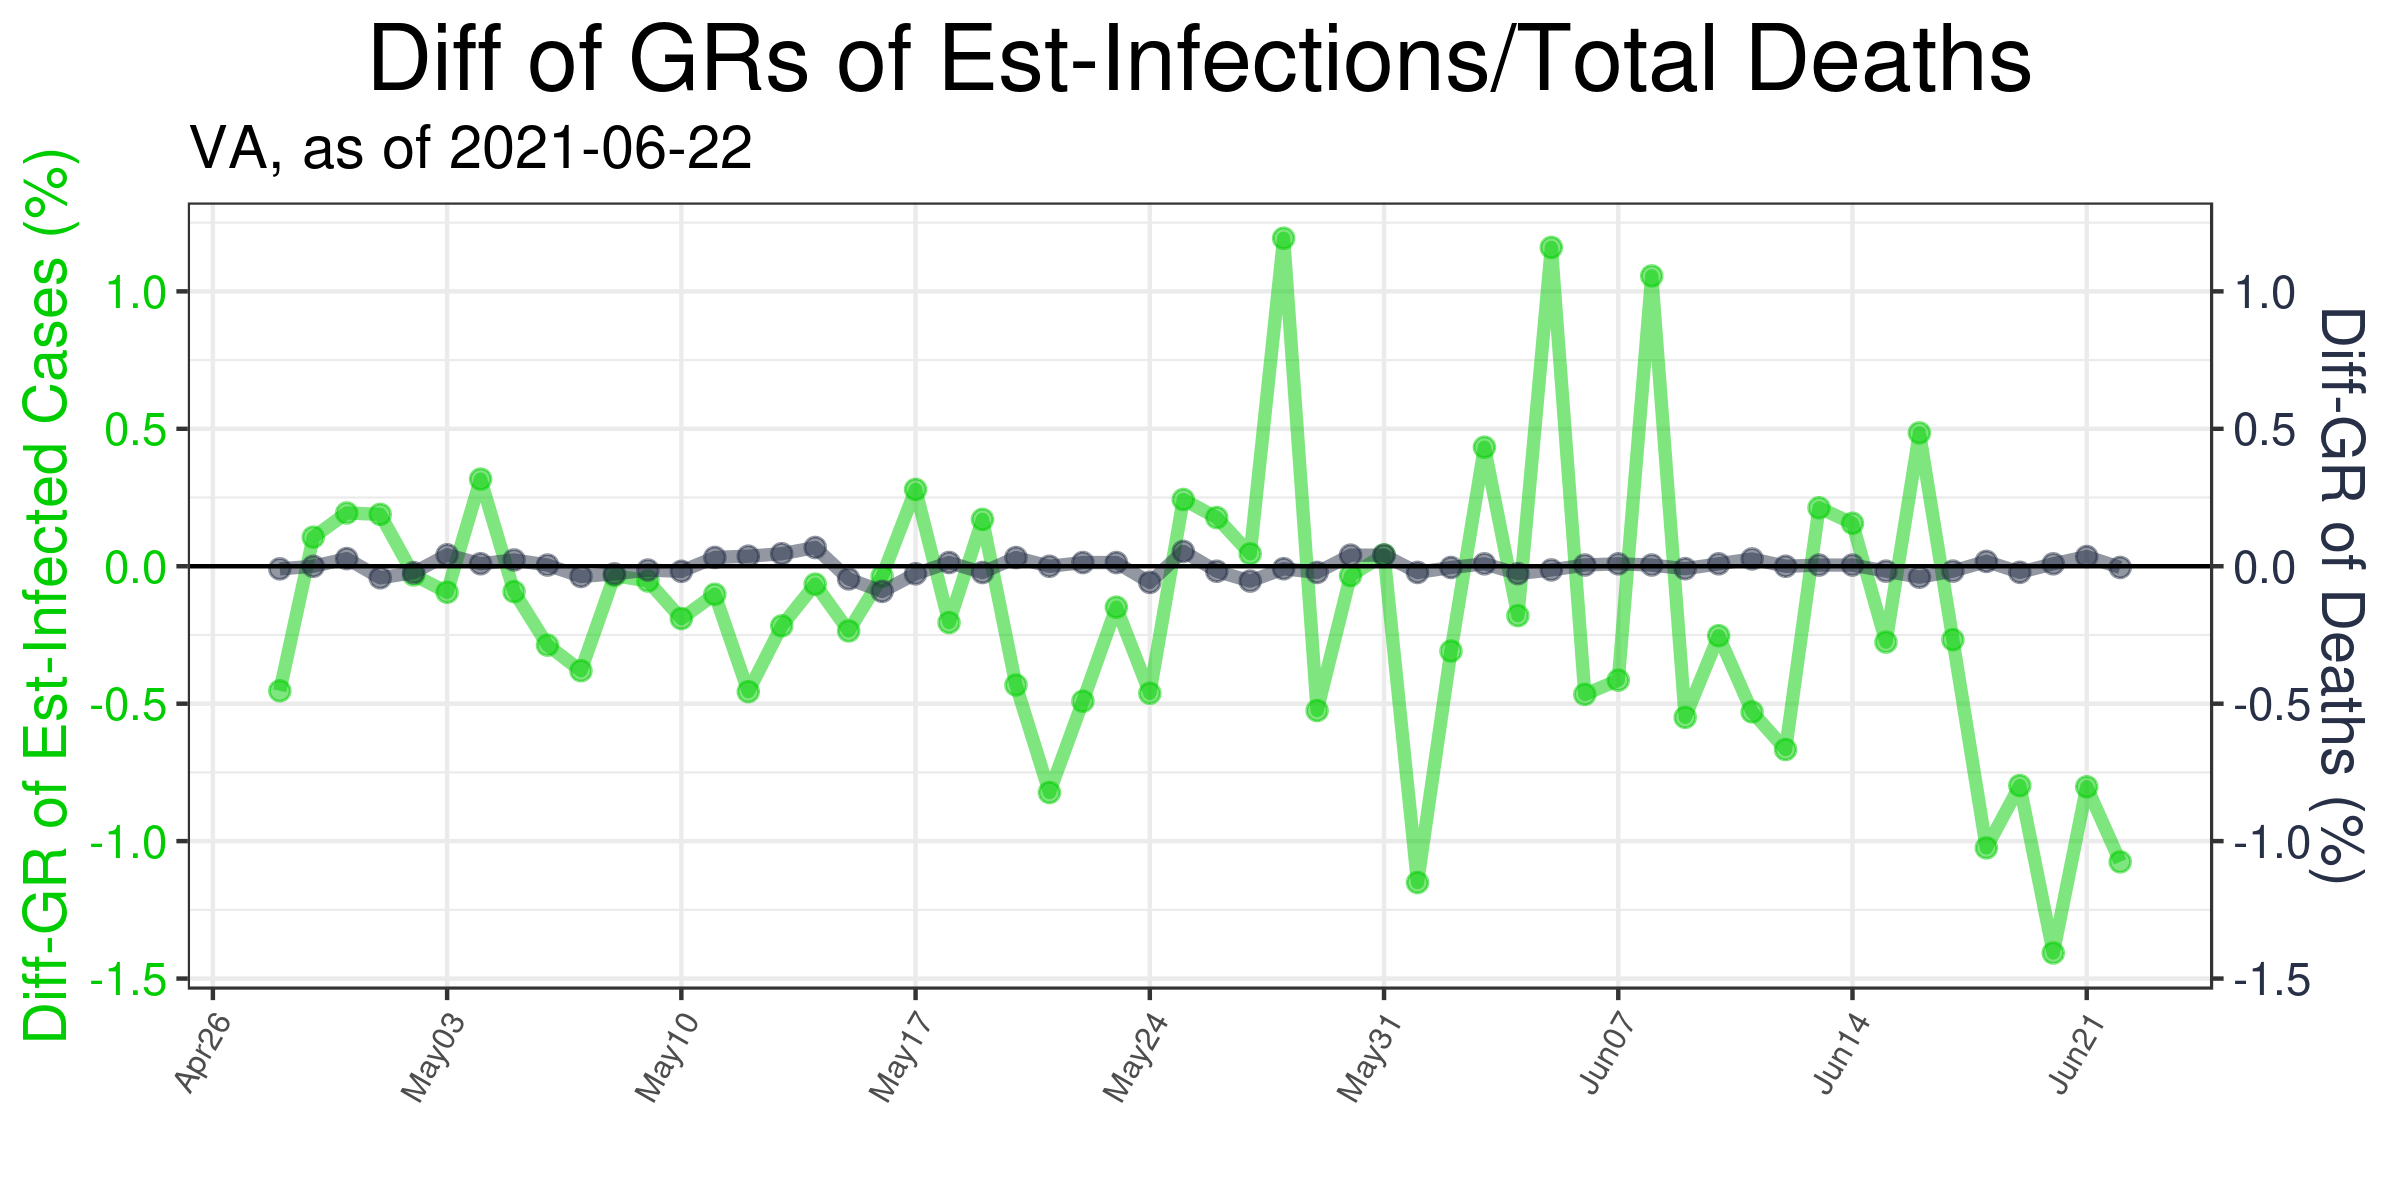 Diff of GRs of Est-Infections/Total Deaths
VA, as of 2021-06-22
Diff-GR of Est-Infected Cases (%)
1.0
0.5
0.0
-0.5
-1.0
-1.5
1.0
0.5
0.0
-0.5
-1.0
-1.5
Diff-GR of Deaths (%)
Apr26
May03
May10
May17
May24
May31
Jun07
Jun14
Jun21